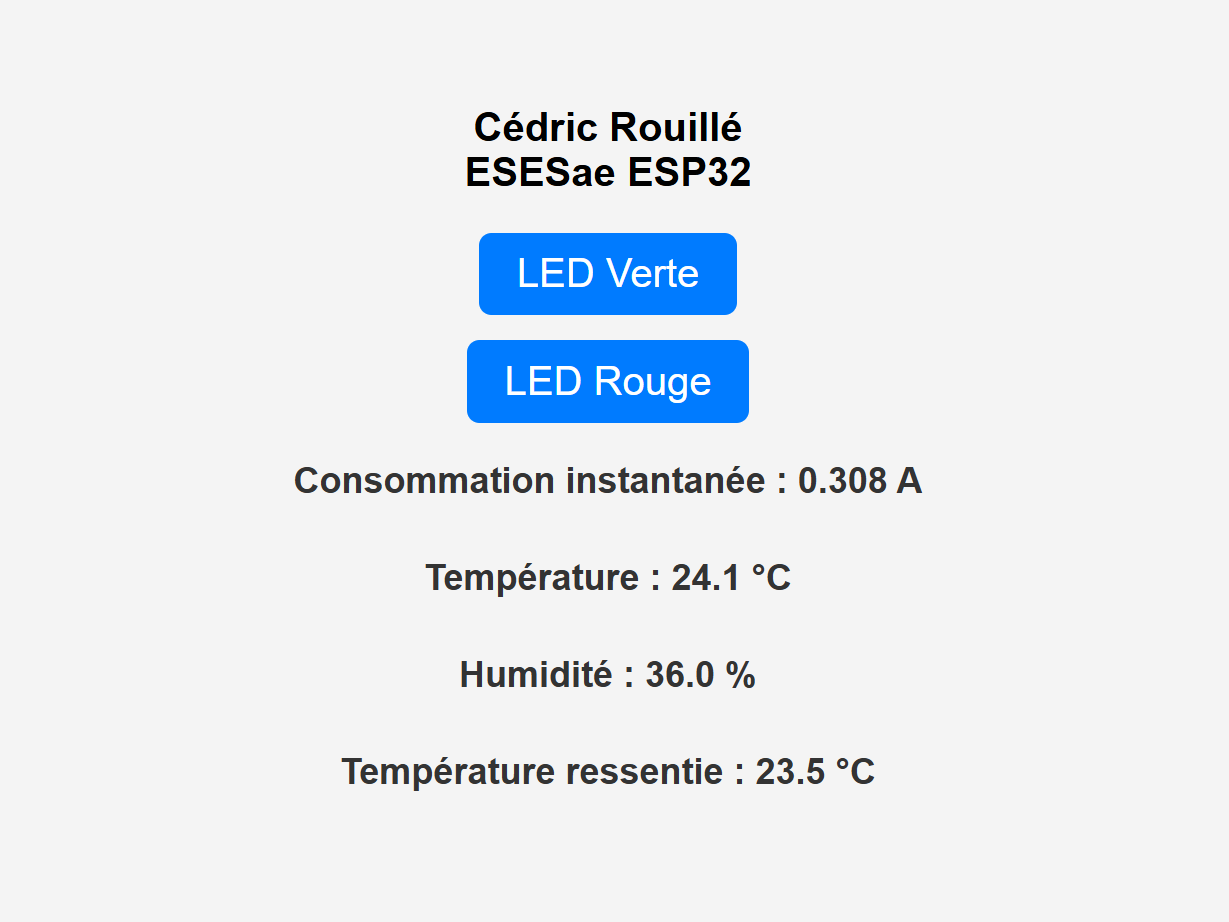 Cédric Rouillé
ESESae ESP32
LED Verte
LED Rouge
Consommation instantanée : 0.308 A
Température : 24.1 °C
Humidité : 36.0 %
Température ressentie : 23.5 °C